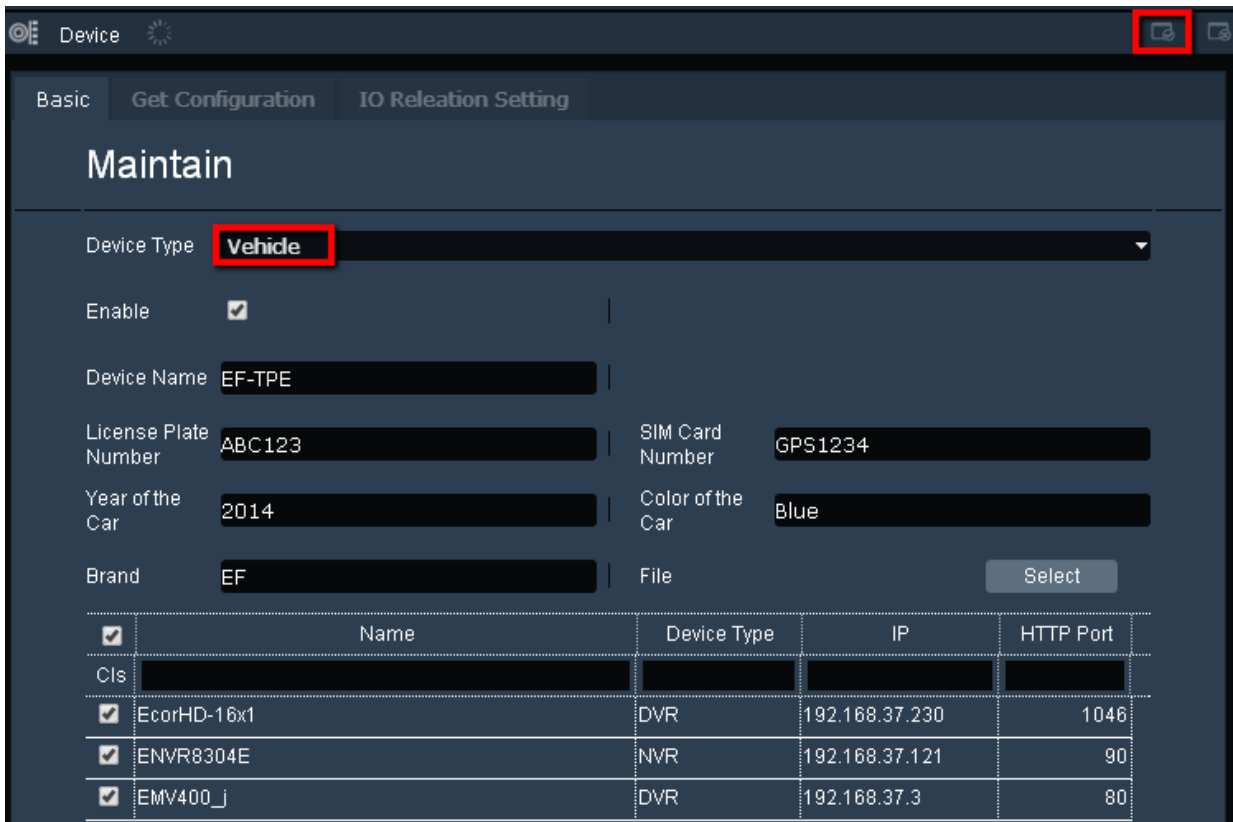 Device
Basic Get Configuration IO Releation Setting
Maintain
Device Type Vehicle
Enable
Device Name EF-TPE
License Plate Number ABC123 SIM Card Number GPS1234
Year of the Car 2014 Color of the Car Blue
Brand EF File Select
Name Device Type IP HTTP Port
Cls
EcorHD-16x1 DVR 192.168.37.230 1046
ENVR8304E NVR 192.168.37.121 90
EMV400_j DVR 192.168.37.3 80